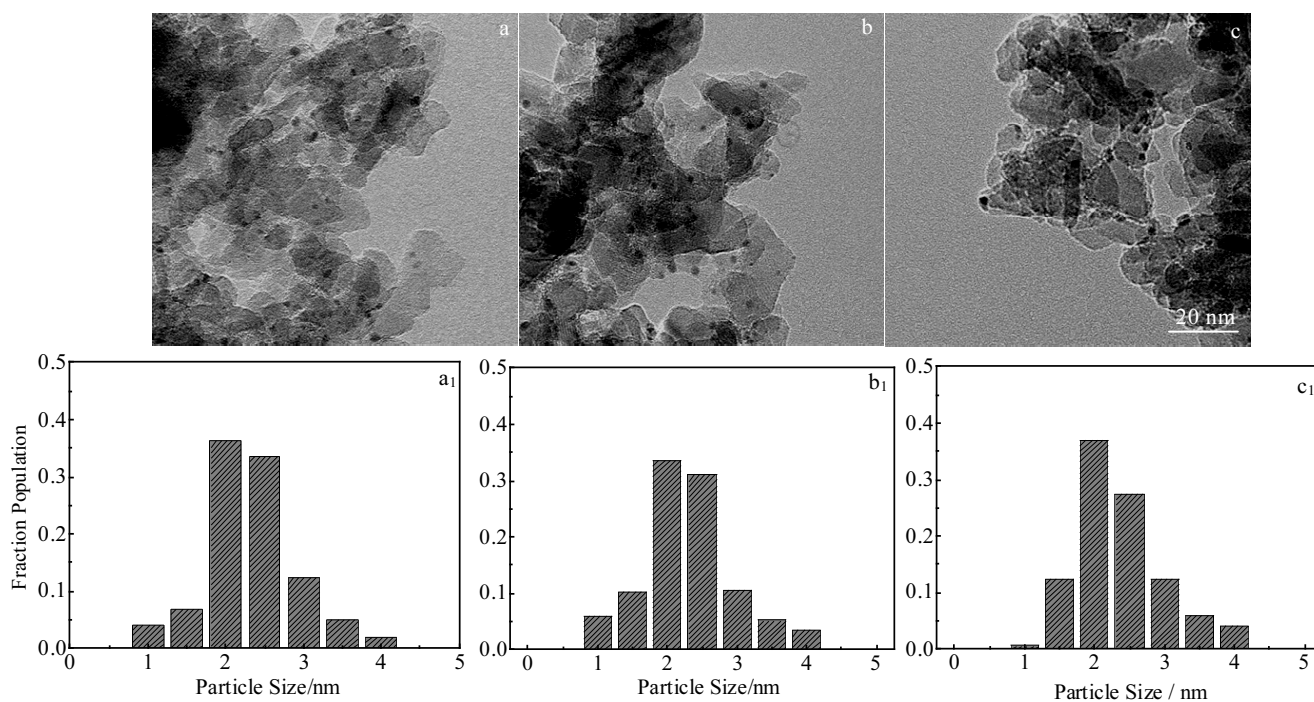 a
b
c
20 nm
a1
0.5
0.4
0.3
0.2
0.1
0.0
0 1 2 3 4 5
Fraction Population
Particle Size/nm
b1
0.5
0.4
0.3
0.2
0.1
0.0
0 1 2 3 4 5
Particle Size/nm
c1
0.5
0.4
0.3
0.2
0.1
0.0
0 1 2 3 4 5
Particle Size / nm